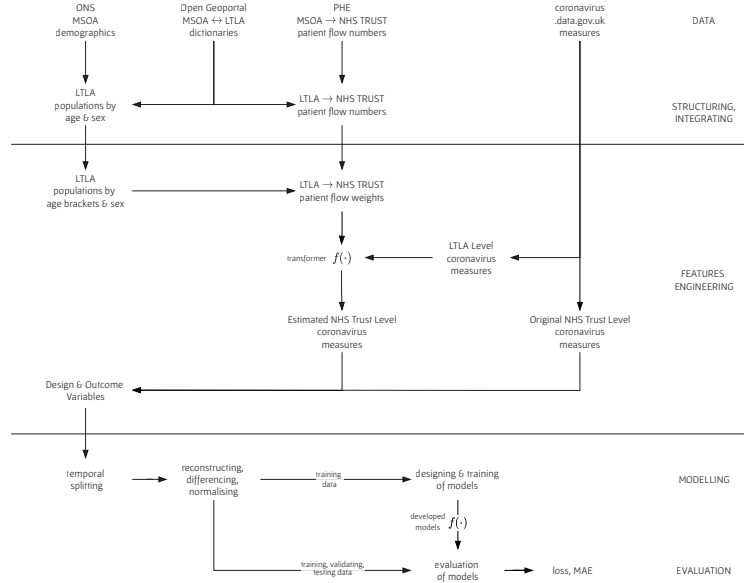 ONS
MSOA
demographics
Open Geoportal
MSOA ↔ LTLA
dictionaries
PHE
MSOA → NHS TRUST
patient flow numbers
coronavirus
.data.gov.uk
measures
DATA
LTLA
populations by
age & sex
LTLA → NHS TRUST
patient flow numbers
STRUCTURING,
INTEGRATING
LTLA
populations by
age brackets & sex
LTLA → NHS TRUST
patient flow weights
transformer f(·)
LTLA Level
coronavirus
measures
FEATURES
ENGINEERING
Estimated NHS Trust Level
coronavirus
measures
Original NHS Trust Level
coronavirus
measures
Design & Outcome
Variables
temporal
splitting
reconstructing,
differencing,
normalising
training
data
designing & training
of models
MODELLING
developed
models f(·)
training, validating,
testing data
evaluation
of models
loss, MAE
EVALUATION